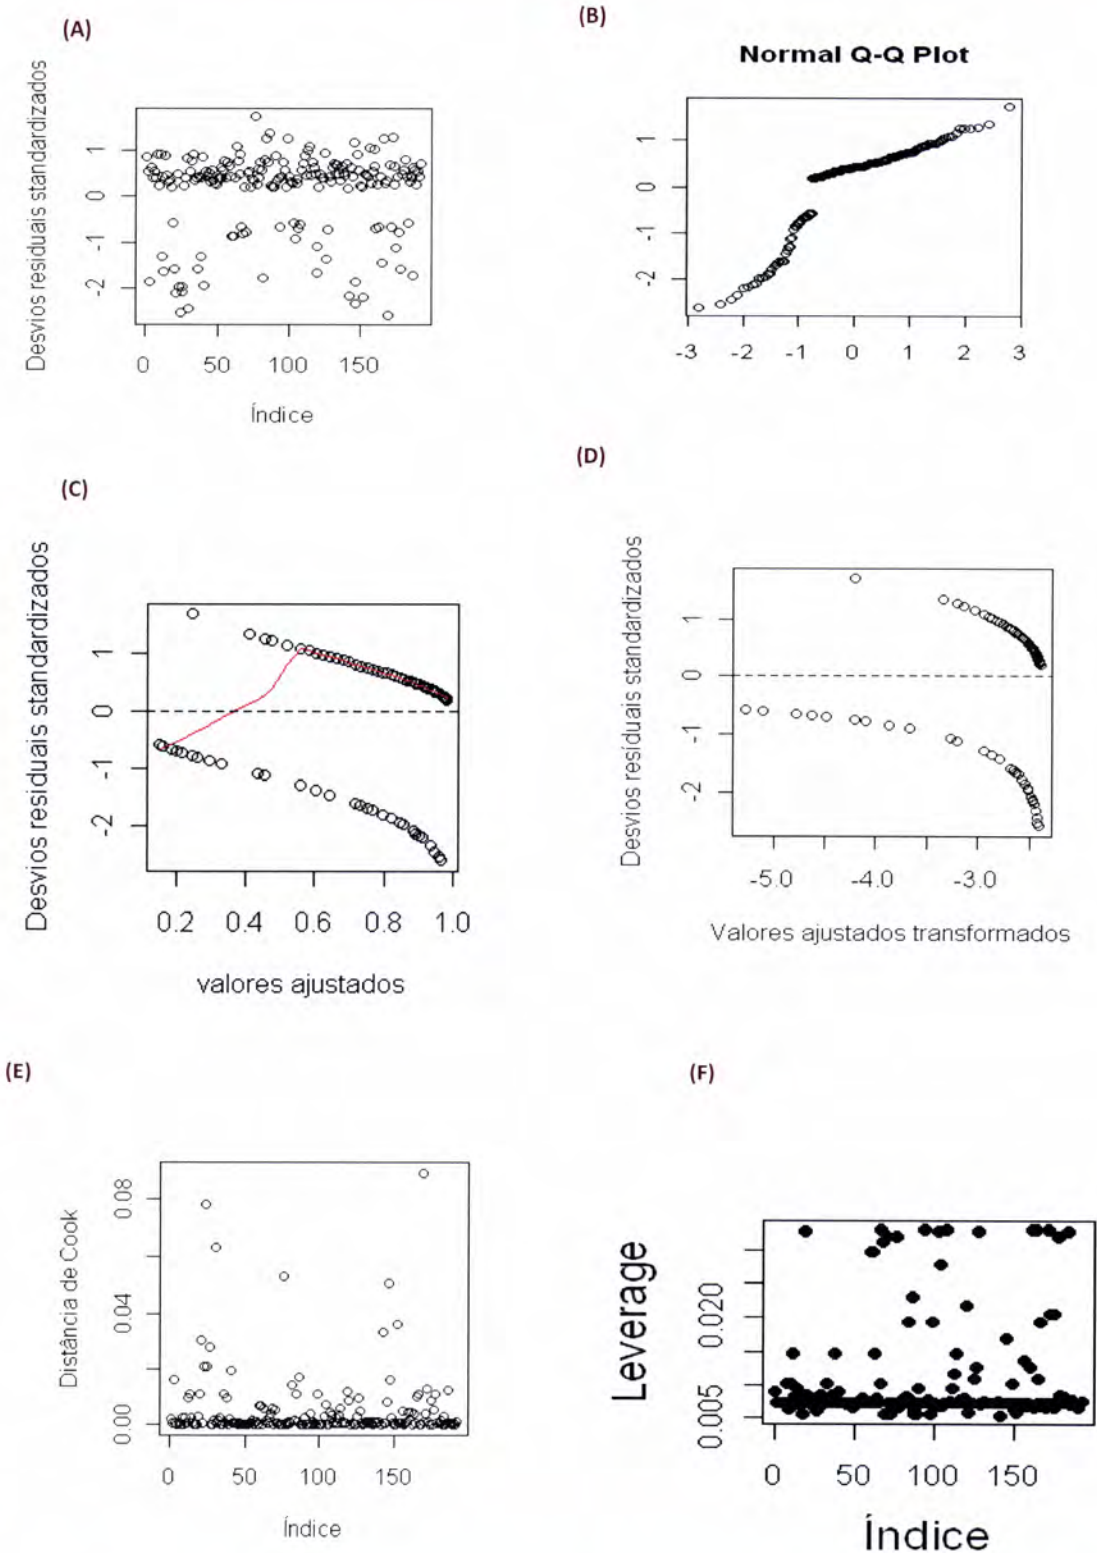 (A)
Desvios residuais standardizados
1
0
-1
-2
0 50 100 150
Índice
(B)
Normal Q-Q Plot
1
0
-1
-2
-3 -2 -1 0 1 2 3
(C)
Desvios residuais standardizados
1
0
-1
-2
0.2 0.4 0.6 0.8 1.0
valores ajustados
(D)
Desvios residuais standardizados
1
0
-1
-2
-5.0 -4.0 -3.0
Valores ajustados transformados
(E)
Distância de Cook
0.08
0.04
0.00
0 50 100 150
Índice
(F)
Leverage
0.020
0.005
0 50 100 150
Índice